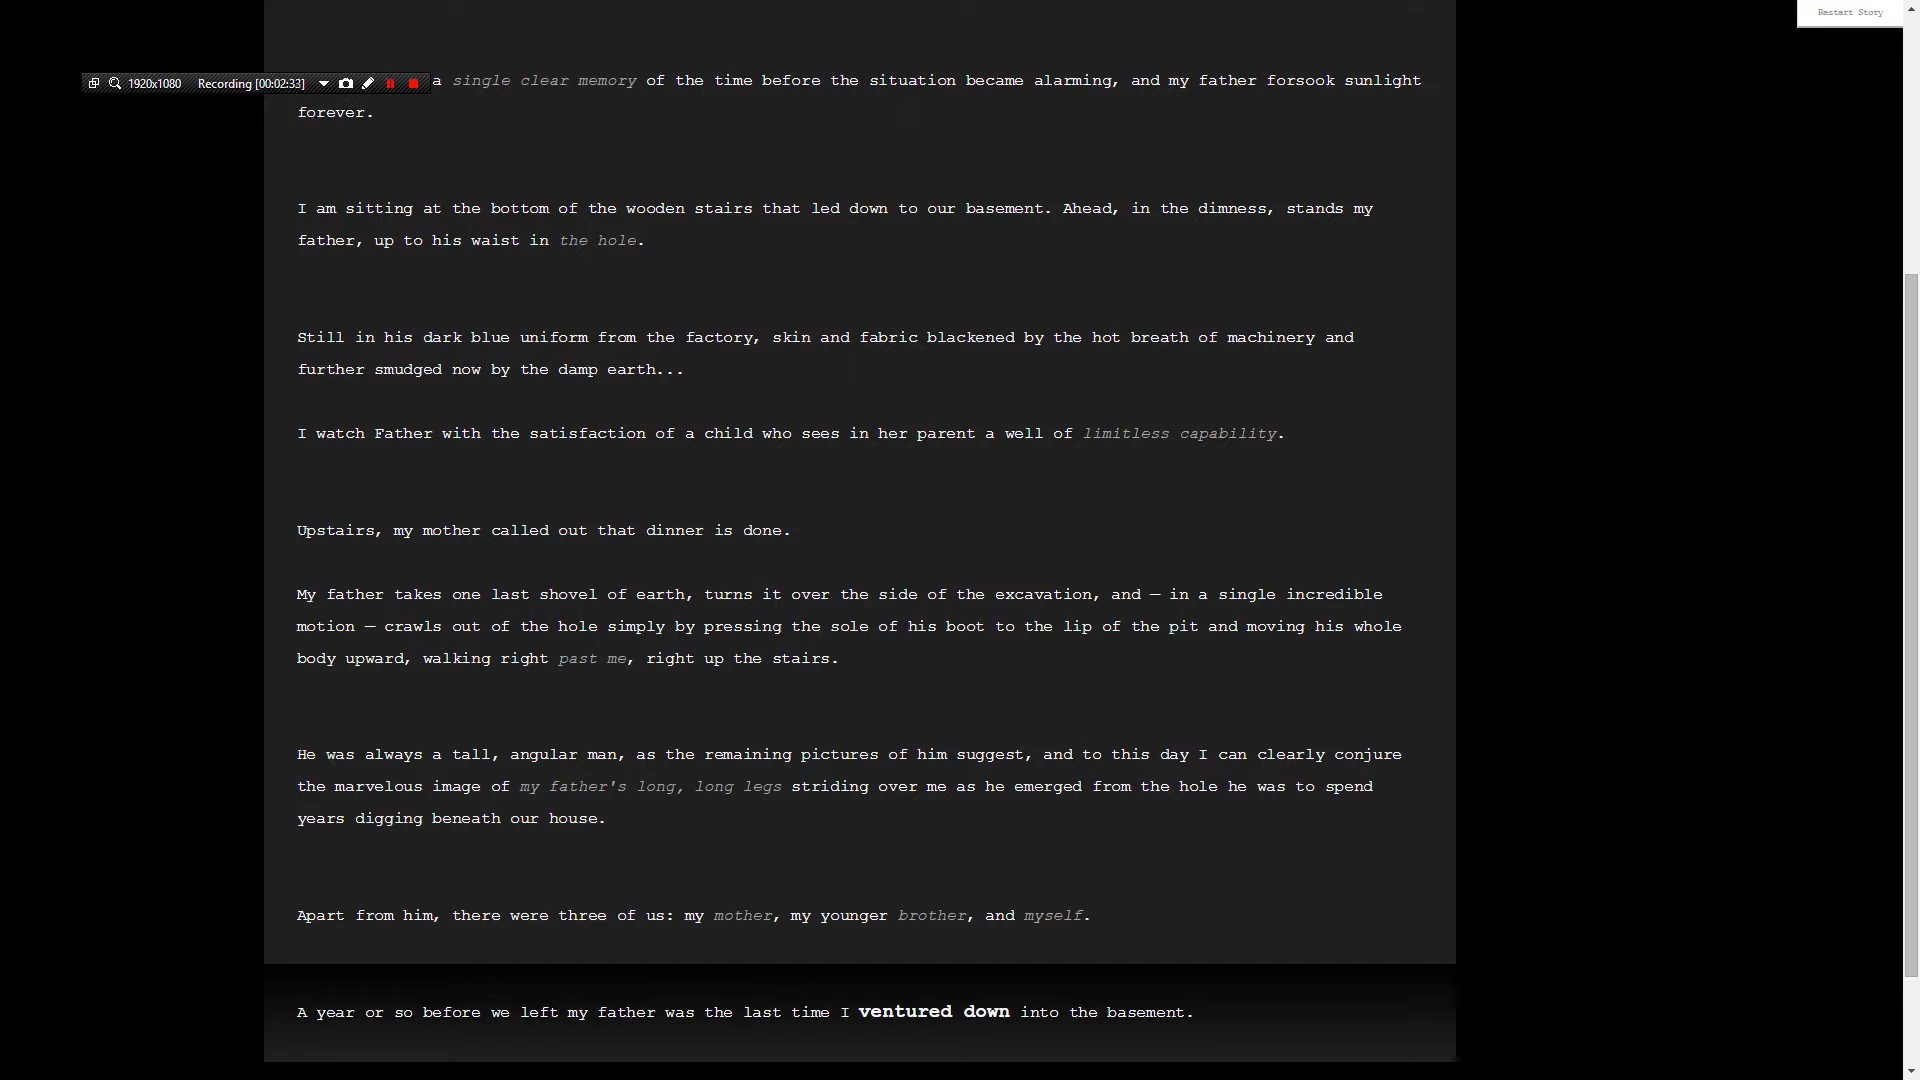 Restart Story
1920x1080 Recording [00:02:33]
a single clear memory of the time before the situation became alarming, and my father forsook sunlight
forever.
I am sitting at the bottom of the wooden stairs that led down to our basement. Ahead, in the dimness, stands my
father, up to his waist in the hole.
Still in his dark blue uniform from the factory, skin and fabric blackened by the hot breath of machinery and
further smudged now by the damp earth...
I watch Father with the satisfaction of a child who sees in her parent a well of limitless capability.
Upstairs, my mother called out that dinner is done.
My father takes one last shovel of earth, turns it over the side of the excavation, and — in a single incredible
motion — crawls out of the hole simply by pressing the sole of his boot to the lip of the pit and moving his whole
body upward, walking right past me, right up the stairs.
He was always a tall, angular man, as the remaining pictures of him suggest, and to this day I can clearly conjure
the marvelous image of my father's long, long legs striding over me as he emerged from the hole he was to spend
years digging beneath our house.
Apart from him, there were three of us: my mother, my younger brother, and myself.
A year or so before we left my father was the last time I ventured down into the basement.